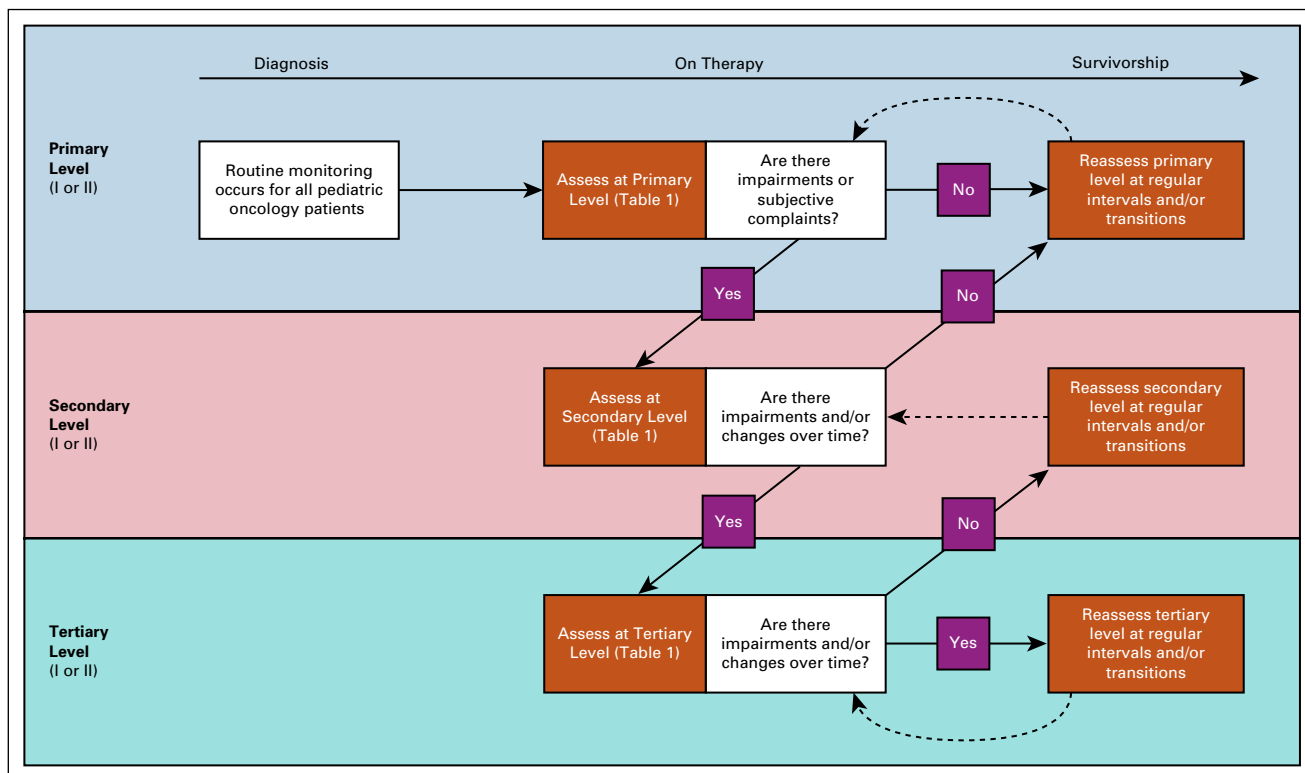 Diagnosis
On Therapy
Survivorship
Primary
Level
(I or II)
Routine monitoring
occurs for all pediatric
oncology patients
Assess at Primary
Level (Table 1)
Are there
impairments or
subjective
complaints?
No
Reassess primary
level at regular
intervals and/or
transitions
Yes
No
Secondary
Level
(I or II)
Assess at
Secondary Level
(Table 1)
Are there
impairments and/or
changes over time?
Reassess secondary
level at regular
intervals and/or
transitions
Yes
No
Tertiary
Level
(I or II)
Assess at Tertiary
Level (Table 1)
Are there
impairments and/or
changes over time?
Yes
Reassess tertiary
level at regular
intervals and/or
transitions